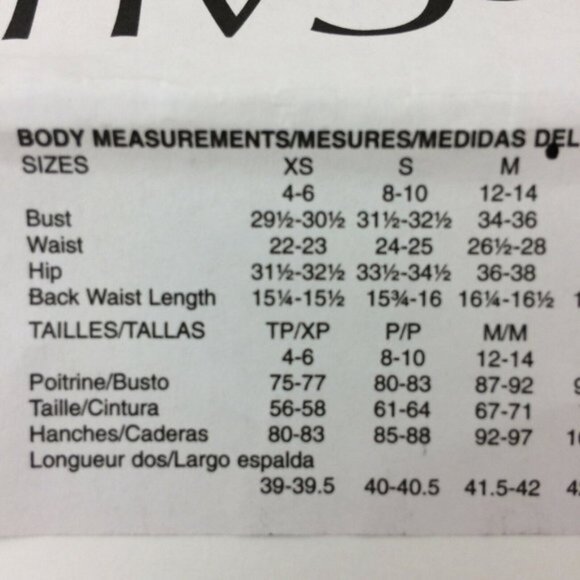 BODY MEASUREMENTS/MESURES/MEDIDAS DEL
SIZES XS S M
4-6 8-10 12-14
Bust 29½-30½ 31½-32½ 34-36
Waist 22-23 24-25 26½-28
Hip 31½-32½ 33½-34½ 36-38
Back Waist Length 15¼-15½ 15¾-16 16¼-16½
TAILLES/TALLAS TP/XP P/P M/M
4-6 8-10 12-14
Poitrine/Busto 75-77 80-83 87-92
Taille/Cintura 56-58 61-64 67-71
Hanches/Caderas 80-83 85-88 92-97
Longueur dos/Largo espalda
39-39.5 40-40.5 41.5-42